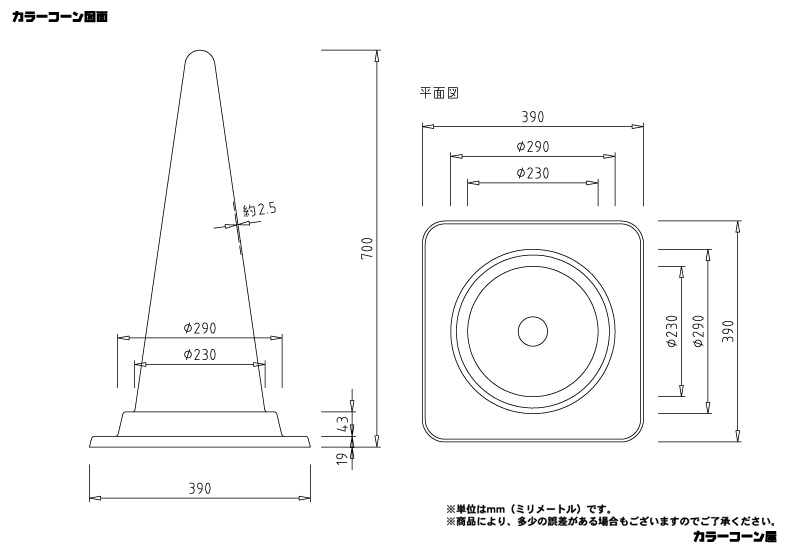 カラーコーン図面
平面図
390
φ290
φ230
約2.5
700
φ290
φ230
φ230
φ290
390
43
19
390
※単位はmm（ミリメートル）です。
※商品により、多少の誤差がある場合もございますのでご了承ください。
カラーコーン屋